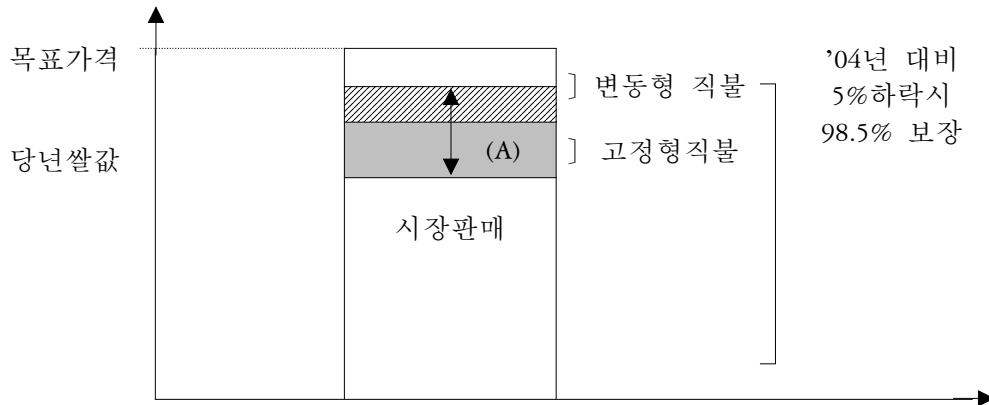 목표가격
당년쌀값
］ 변동형 직불
(A)
］ 고정형직불
시장판매
’04년 대비
5%하락시
98.5% 보장